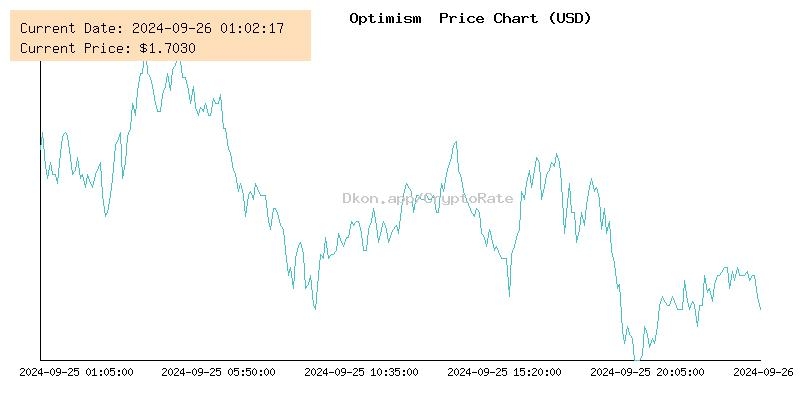 Optimism  Price Chart (USD)
Current Date: 2024-09-26 01:02:17
Current Price: $1.7030
Dkon.app/CryptoRate
2024-09-25 01:05:00 2024-09-25 05:50:00 2024-09-25 10:35:00 2024-09-25 15:20:00 2024-09-25 20:05:00 2024-09-26